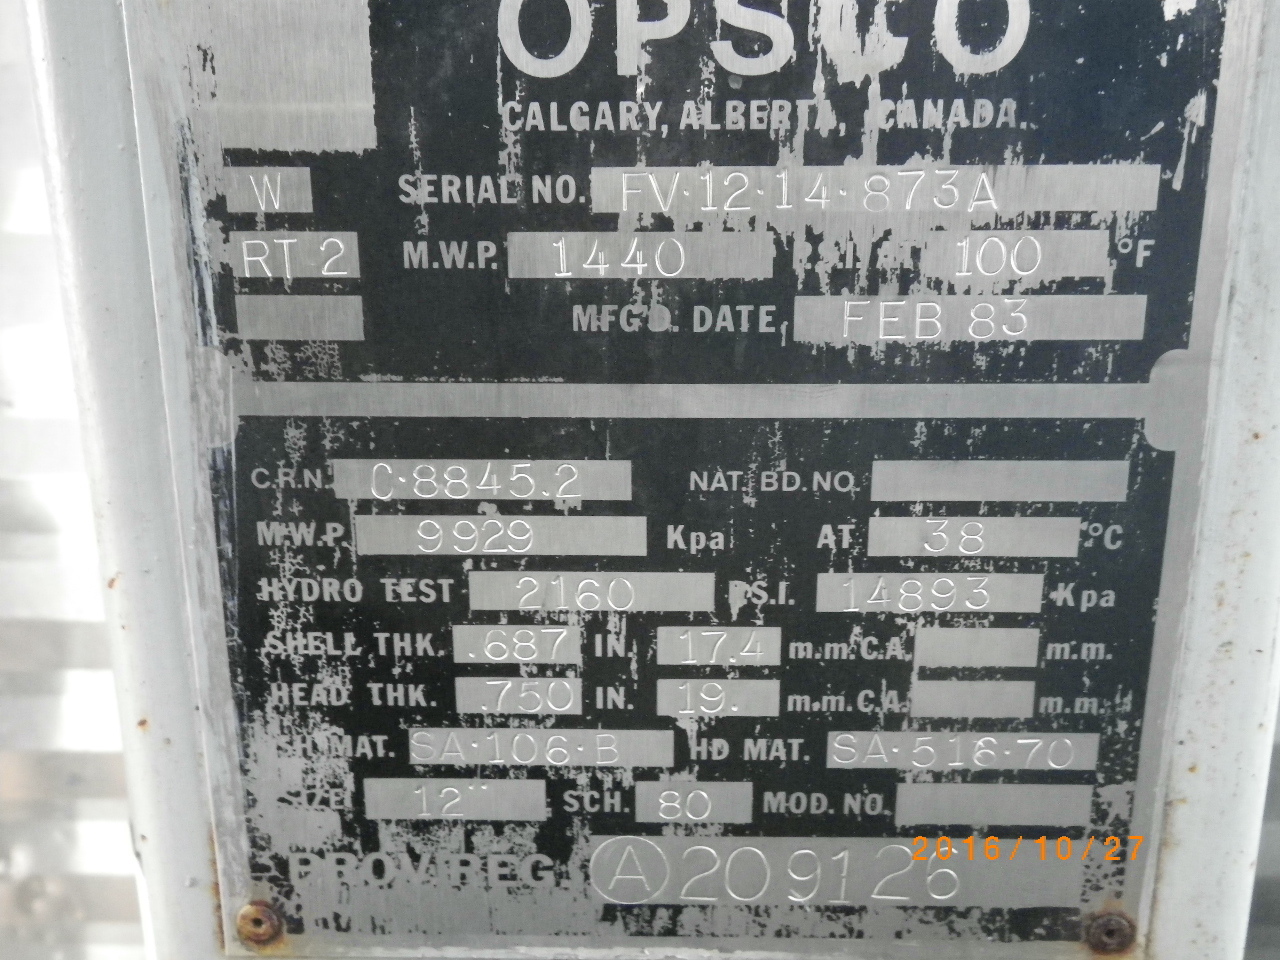 OPSCO
CALGARY, ALBERTA, CANADA.
W SERIAL NO. FV·12·14·873A
RT 2 M.W.P. 1440 P.S.I. 100 °F
MFG'D. DATE, FEB 83
C.R.N. C·8845.2 NAT. BD. NO.
M.W.P. 9929 Kpa AT 38 °C
HYDRO TEST 2160 P.S.I. 14893 Kpa
SHELL THK. .687 IN. 17.4 m.m. C.A. m.m.
HEAD THK. .750 IN. 19. m.m. C.A. m.m.
SH MAT. SA·106·B HD MAT. SA·516·70
SIZE 12" SCH. 80 MOD. NO.
PROV. REG. A 209126
2016/10/27